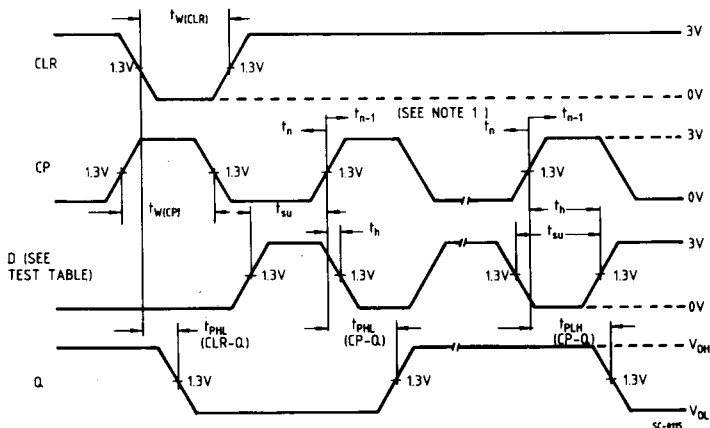 tW(CLR)
3V
CLR
1.3V
1.3V
0V
tn
tn-1
(SEE NOTE 1)
tn
tn-1
3V
CP
1.3V
1.3V
1.3V
1.3V
0V
tW(CP)
tsu
th
th
tsu
3V
D (SEE
TEST TABLE)
1.3V
1.3V
1.3V
1.3V
0V
tPHL
(CLR-Q)
tPHL
(CP-Q)
tPLH
(CP-Q)
VOH
Q
1.3V
1.3V
1.3V
VOL
SC-8115